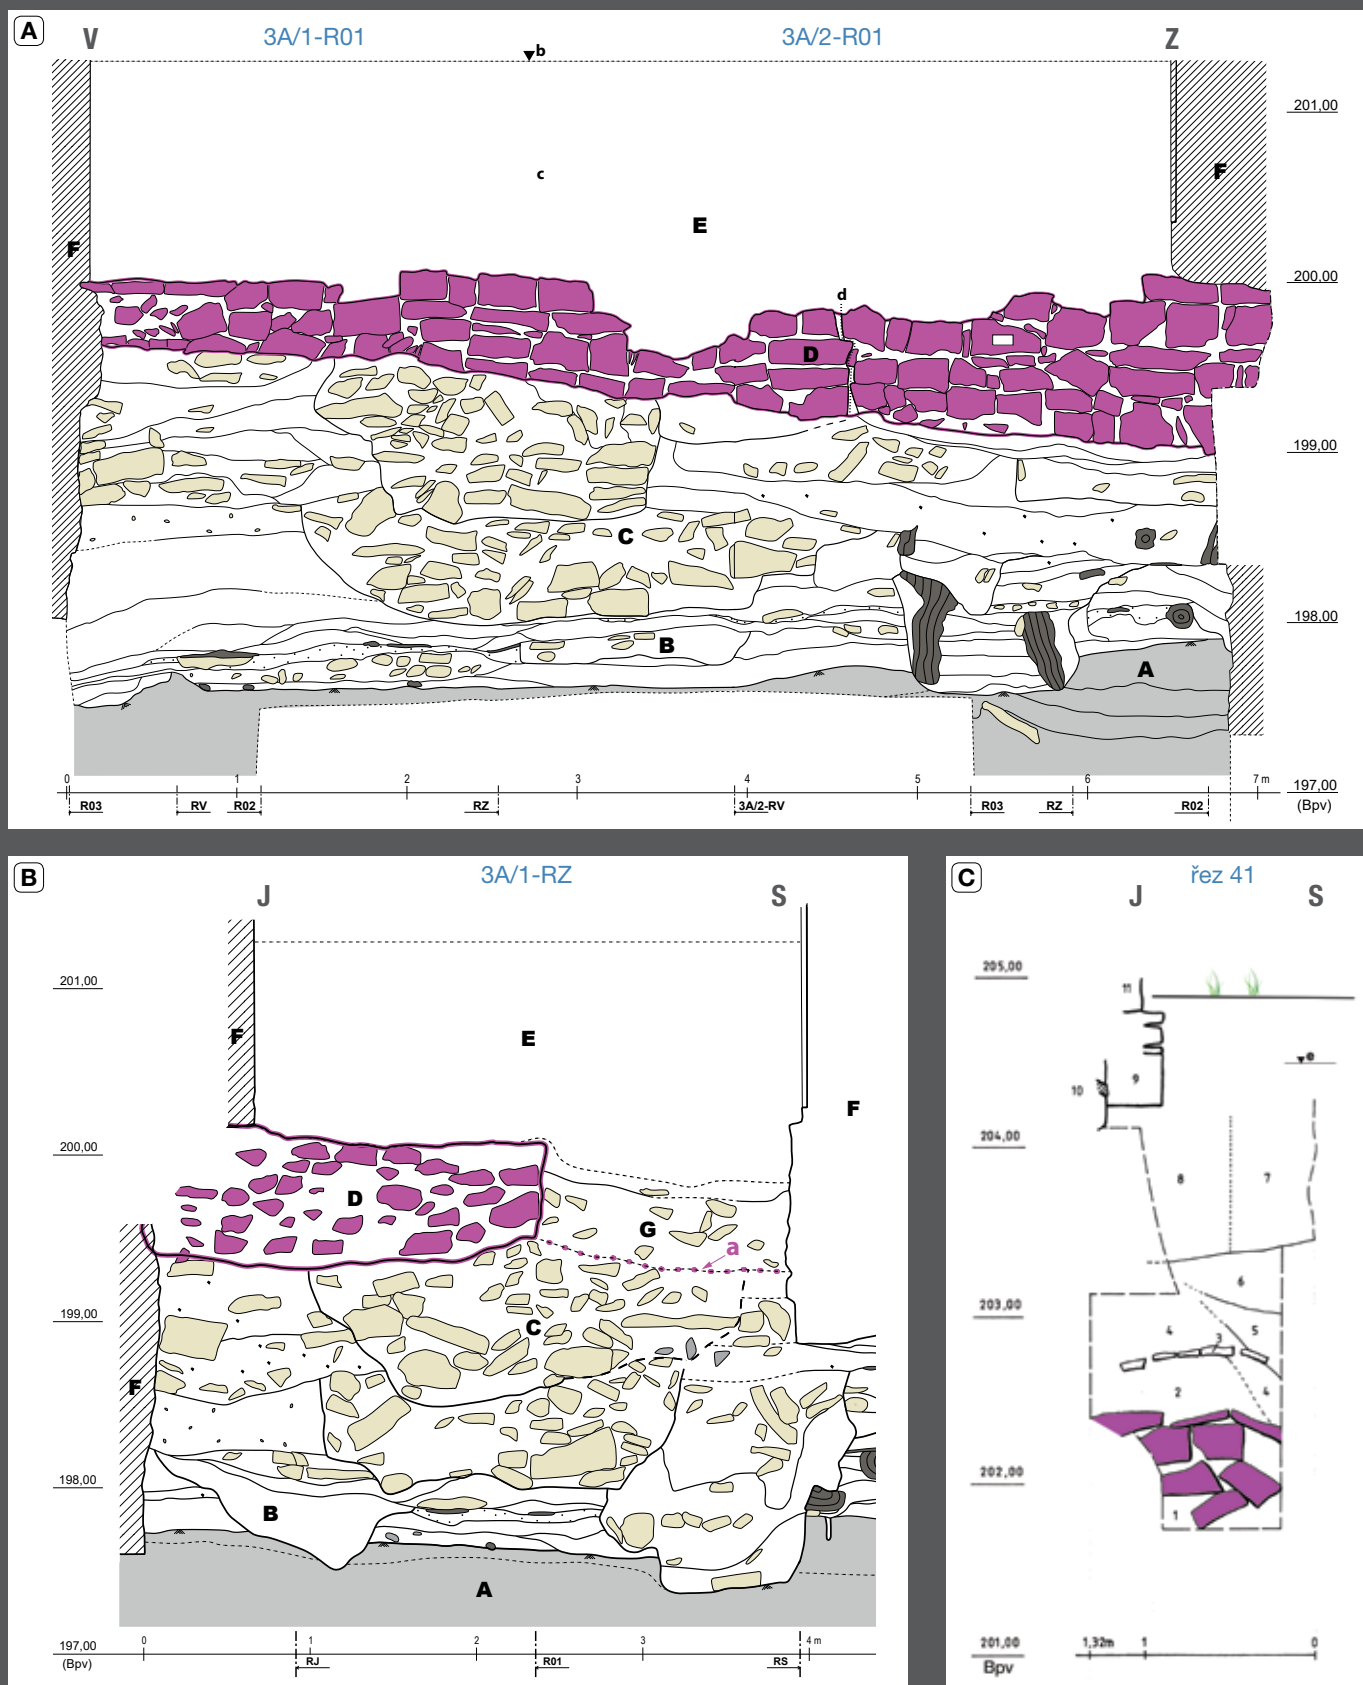 A
V 3A/1-R01 3A/2-R01 Z
b
201,00
c
F
E
F
200,00
d
D
199,00
C
198,00
B
A
0 1 2 3 4 5 6 7 m 197,00
R03 RV R02 RZ 3A/2-RV R03 RZ R02 (Bpv)
B
3A/1-RZ
J S
201,00
F E
F
200,00
D
G
a
199,00
C
F
198,00
B
A
197,00 0 1 2 3 4 m
(Bpv) RJ R01 RS
C
řez 41
J S
205,00
11
e
10 9
204,00
8 7
6
203,00
4 3 5
2 4
202,00
1
201,00 1,32m 1 0
Bpv